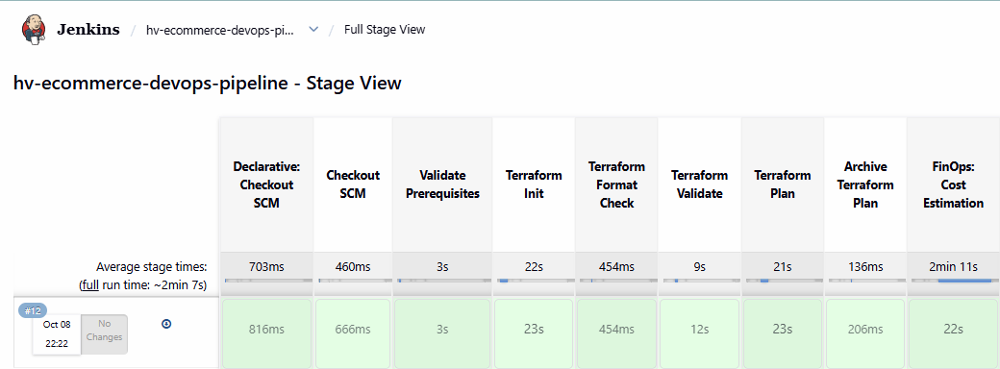 Jenkins / hv-ecommerce-devops-pi... / Full Stage View
hv-ecommerce-devops-pipeline - Stage View
Declarative: Checkout SCM
Checkout SCM
Validate Prerequisites
Terraform Init
Terraform Format Check
Terraform Validate
Terraform Plan
Archive Terraform Plan
FinOps: Cost Estimation
Average stage times:
(full run time: ~2min 7s)
703ms 460ms 3s 22s 454ms 9s 21s 136ms 2min 11s
#12
Oct 08
22:22
No
Changes
816ms 666ms 3s 23s 454ms 12s 23s 206ms 22s